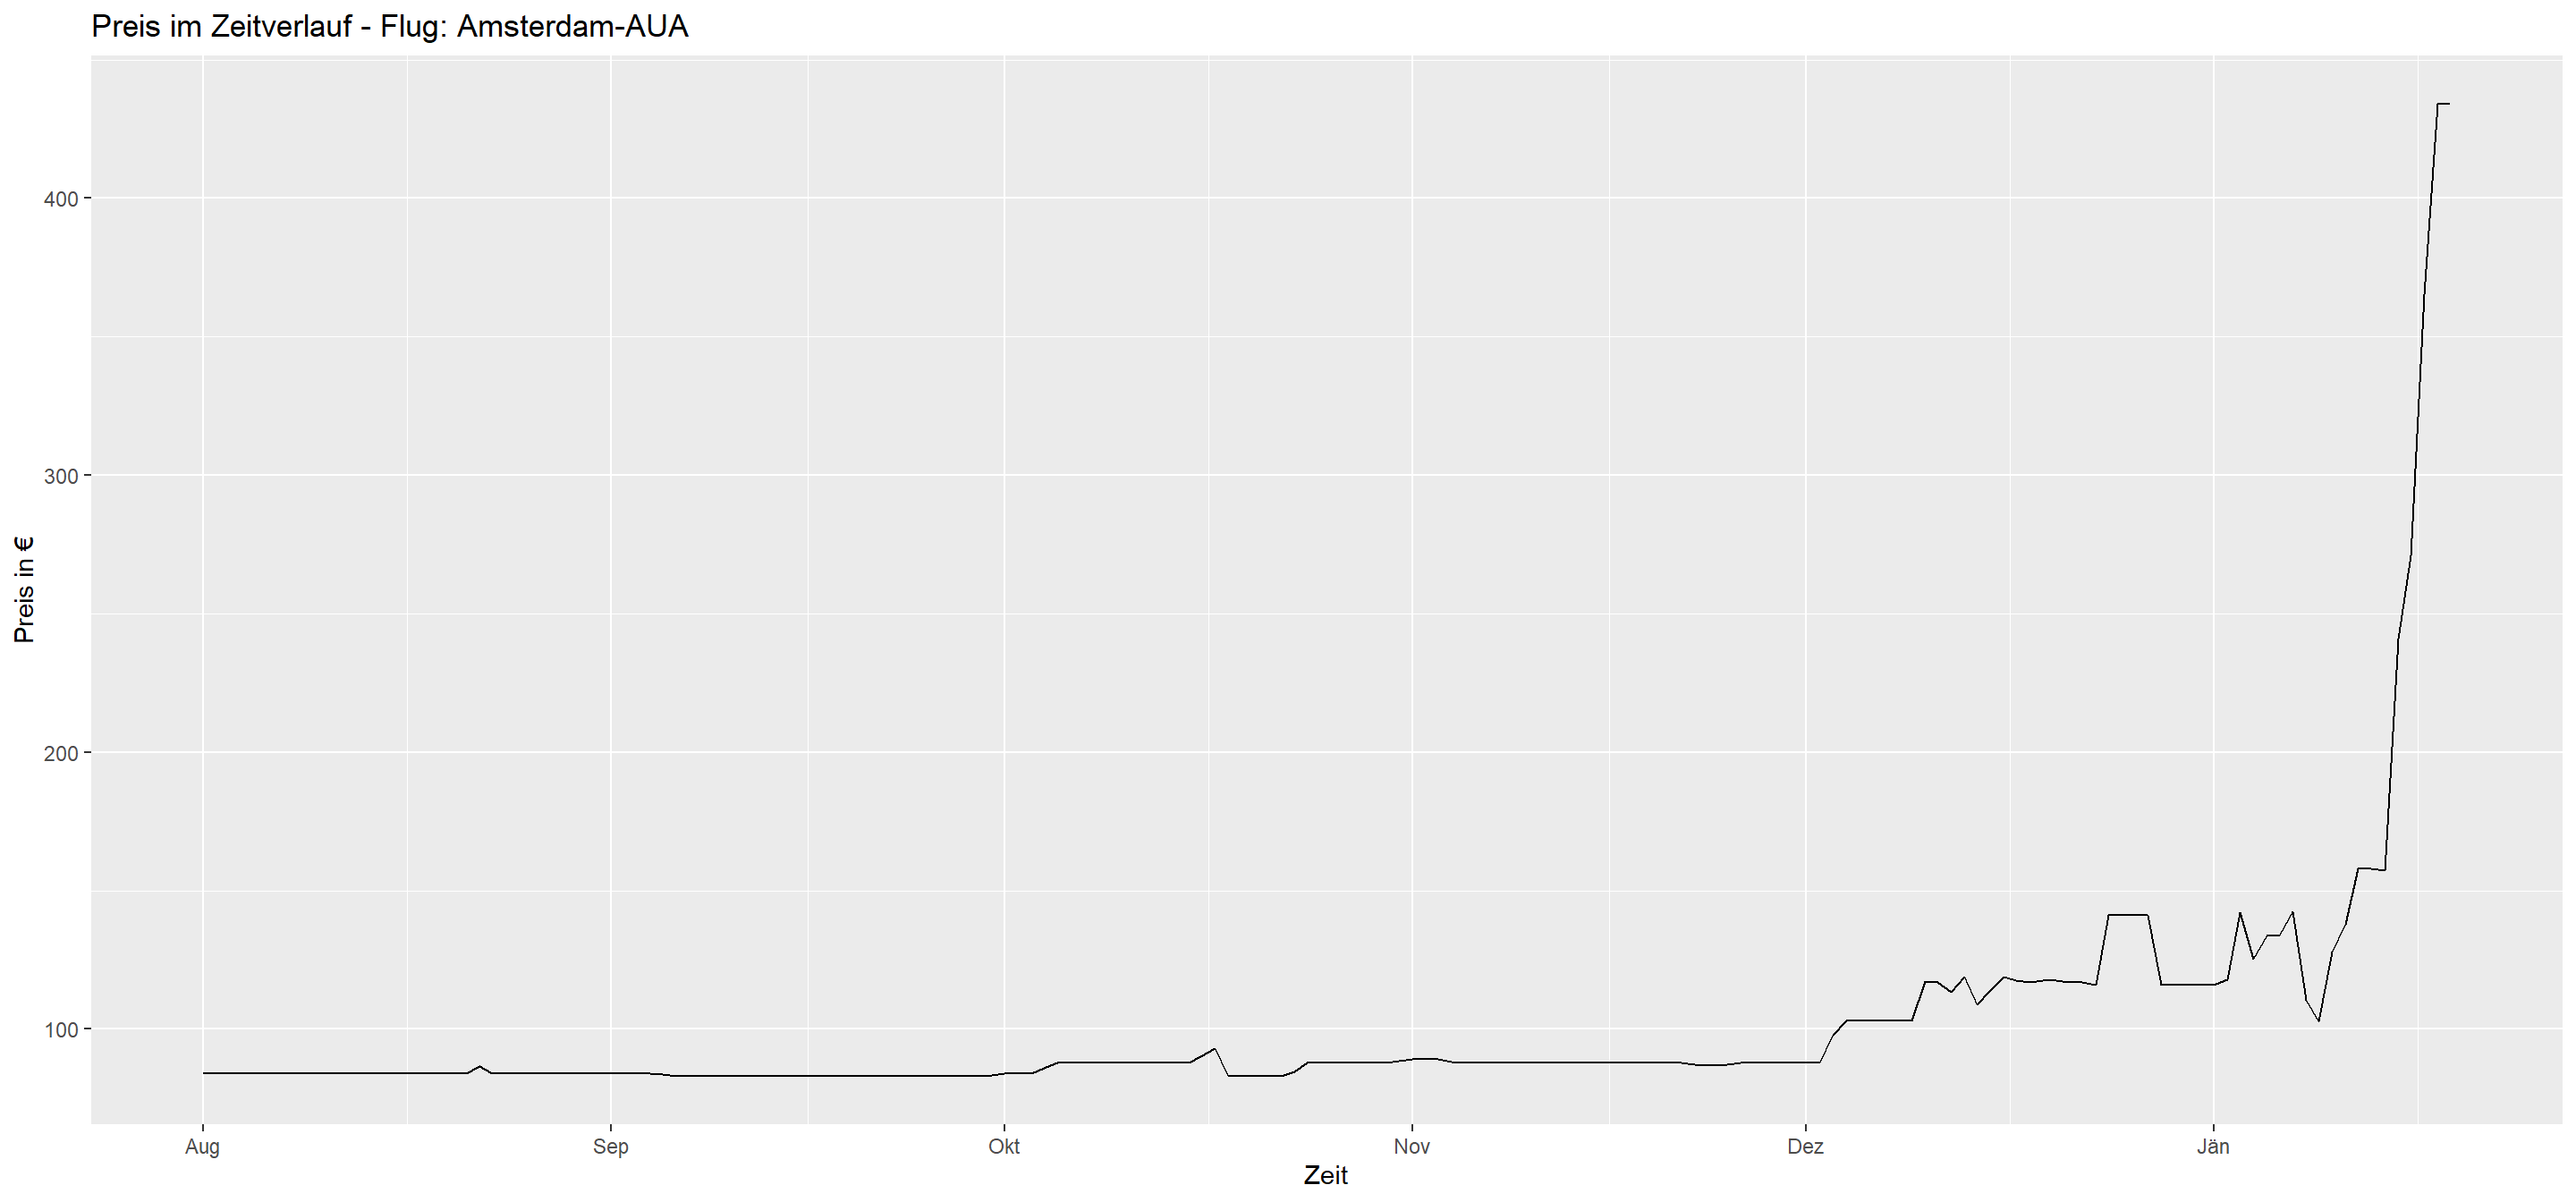 Preis im Zeitverlauf - Flug: Amsterdam-AUA
400
300
200
100
Preis in €
Aug Sep Okt Nov Dez Jän
Zeit